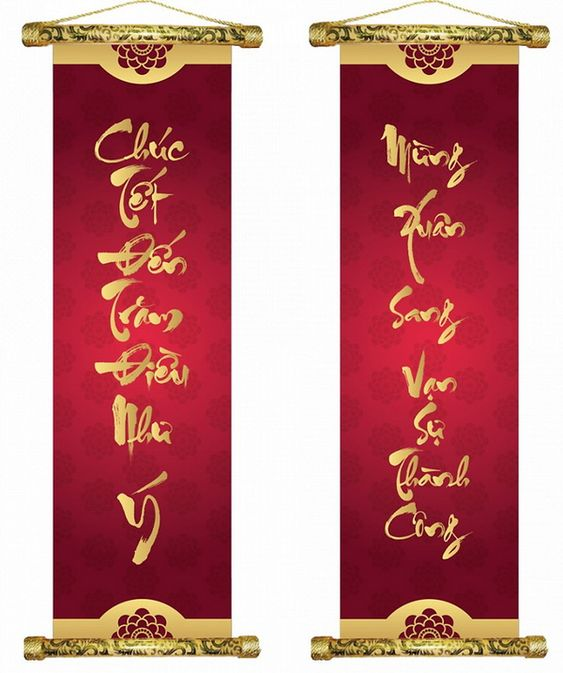 Chúc
Tết
Đến
Trăm
Điều
Như
Ý
Mừng
Xuân
Sang
Vạn
Sự
Thành
Công